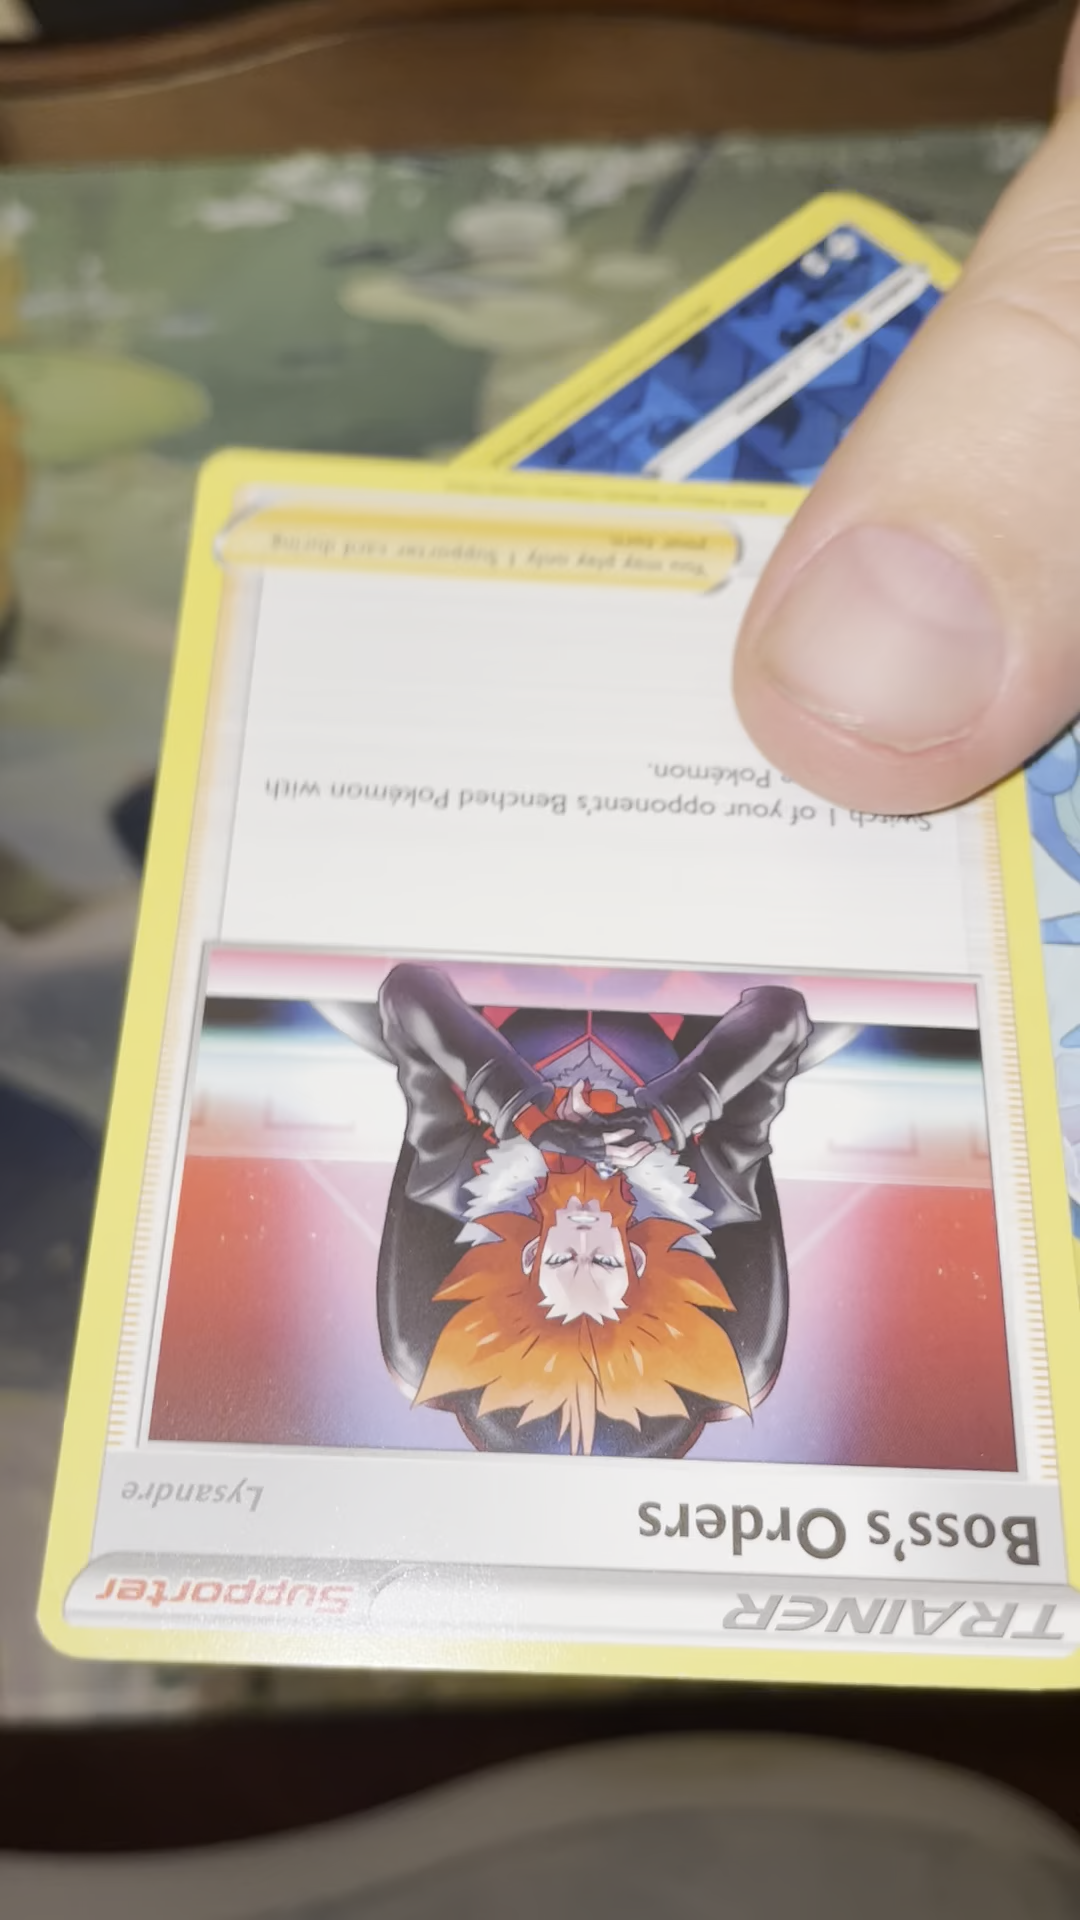 TRAINER Supporter
Boss's Orders Lysandre
Switch 1 of your opponent's Benched Pokémon with
Pokémon.
You may play only 1 Supporter card during
your turn.